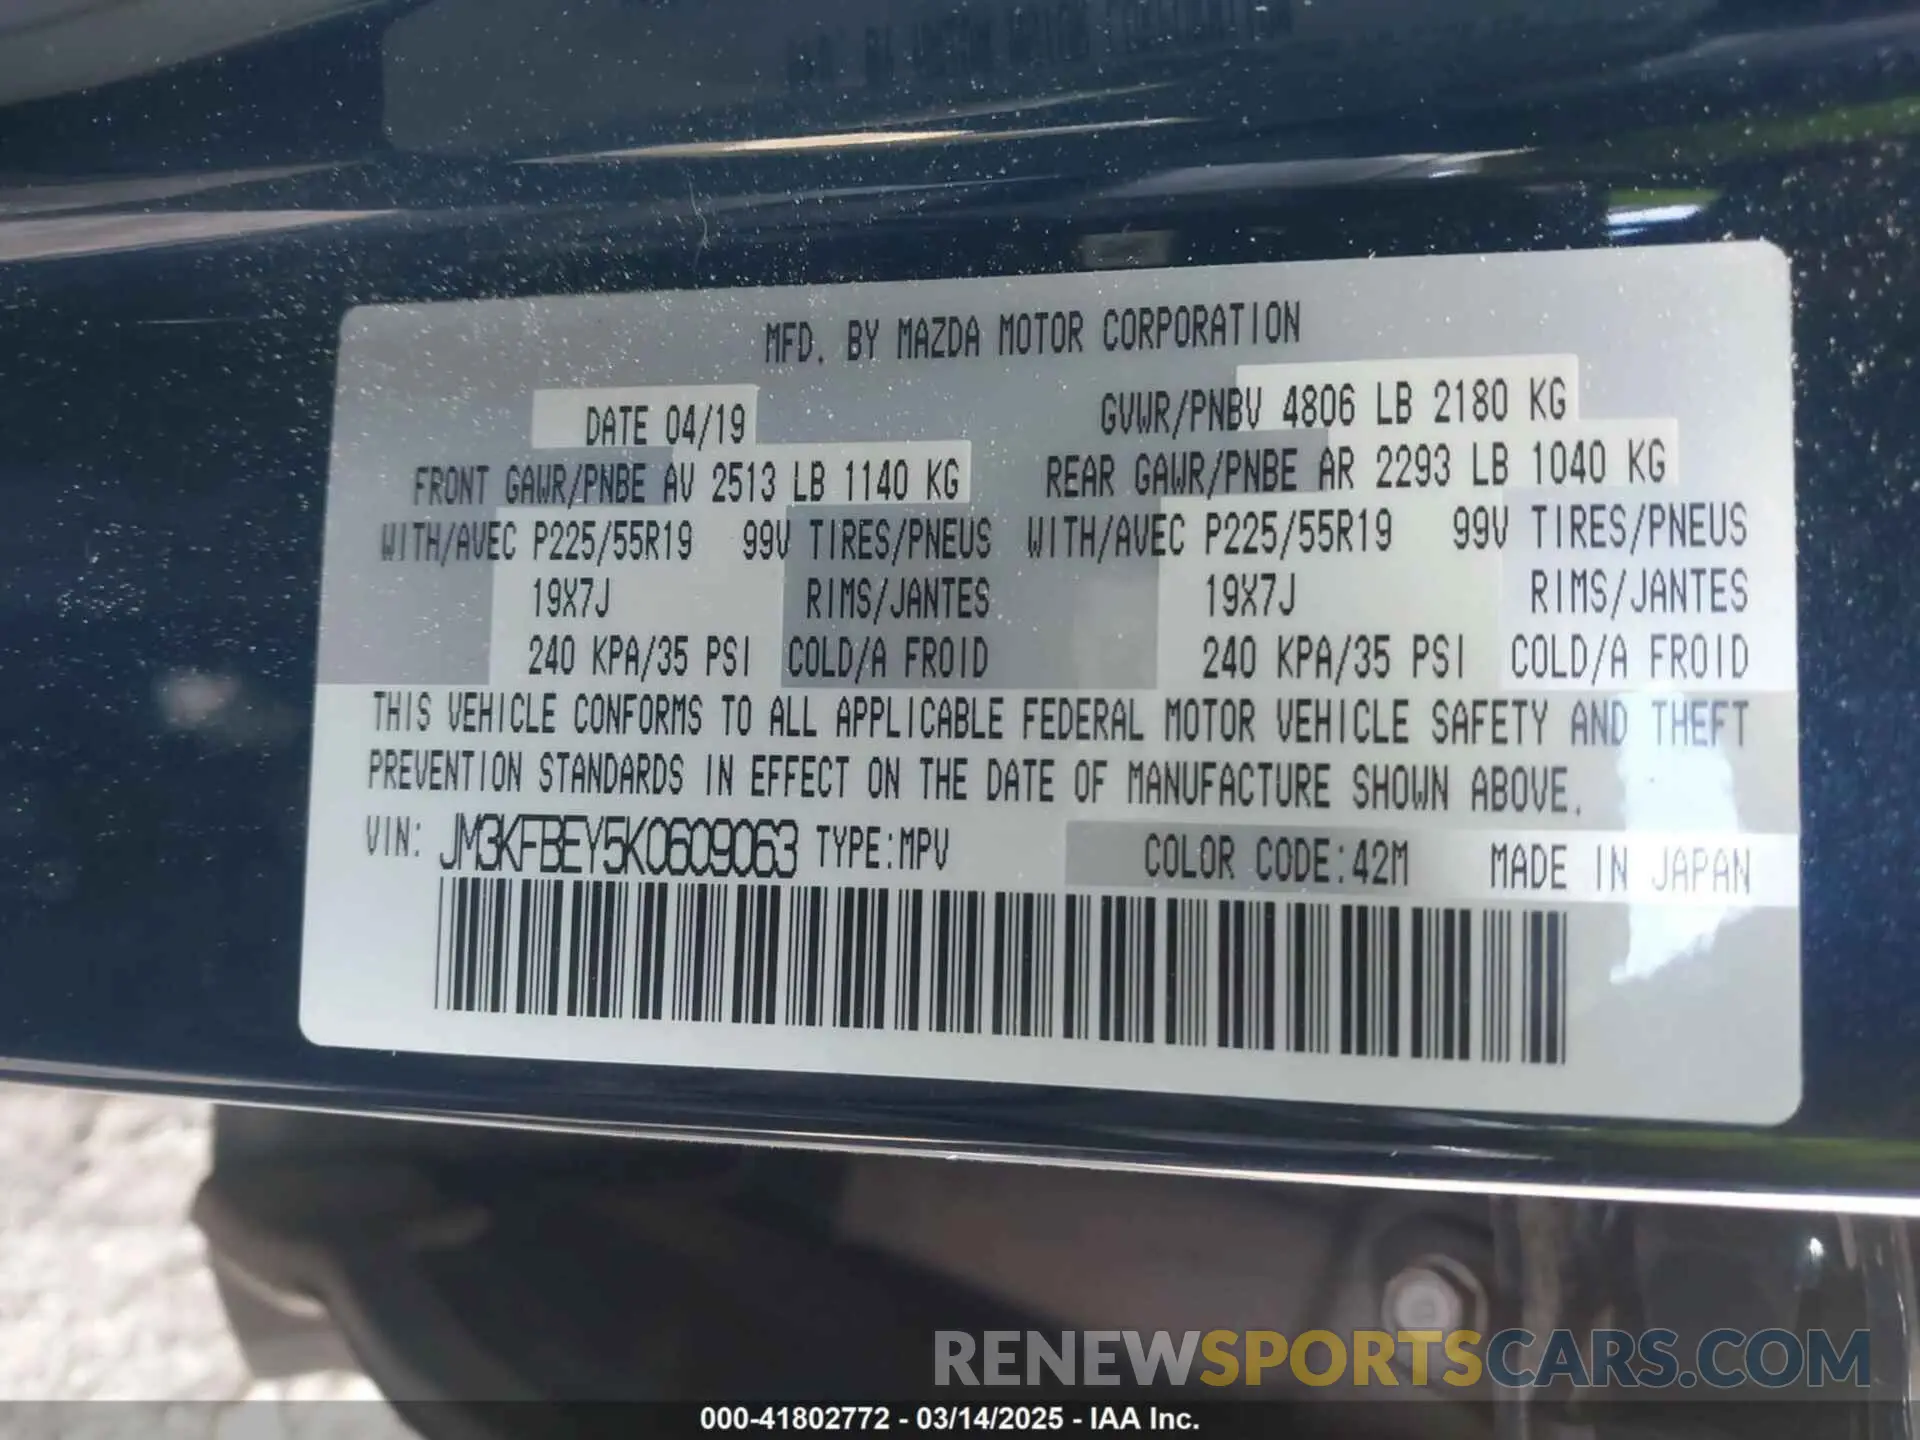 MFD. BY MAZDA MOTOR CORPORATION
DATE 04/19 GVWR/PNBV 4806 LB 2180 KG
FRONT GAWR/PNBE AV 2513 LB 1140 KG REAR GAWR/PNBE AR 2293 LB 1040 KG
WITH/AVEC P225/55R19 99V TIRES/PNEUS WITH/AVEC P225/55R19 99V TIRES/PNEUS
19X7J RIMS/JANTES 19X7J RIMS/JANTES
240 KPA/35 PSI COLD/A FROID 240 KPA/35 PSI COLD/A FROID
THIS VEHICLE CONFORMS TO ALL APPLICABLE FEDERAL MOTOR VEHICLE SAFETY AND THEFT
PREVENTION STANDARDS IN EFFECT ON THE DATE OF MANUFACTURE SHOWN ABOVE.
VIN: JM3KFBEY5K0609063 TYPE:MPV COLOR CODE:42M MADE IN JAPAN
RENEWSPORTSCARS.COM
000-41802772 - 03/14/2025 - IAA Inc.